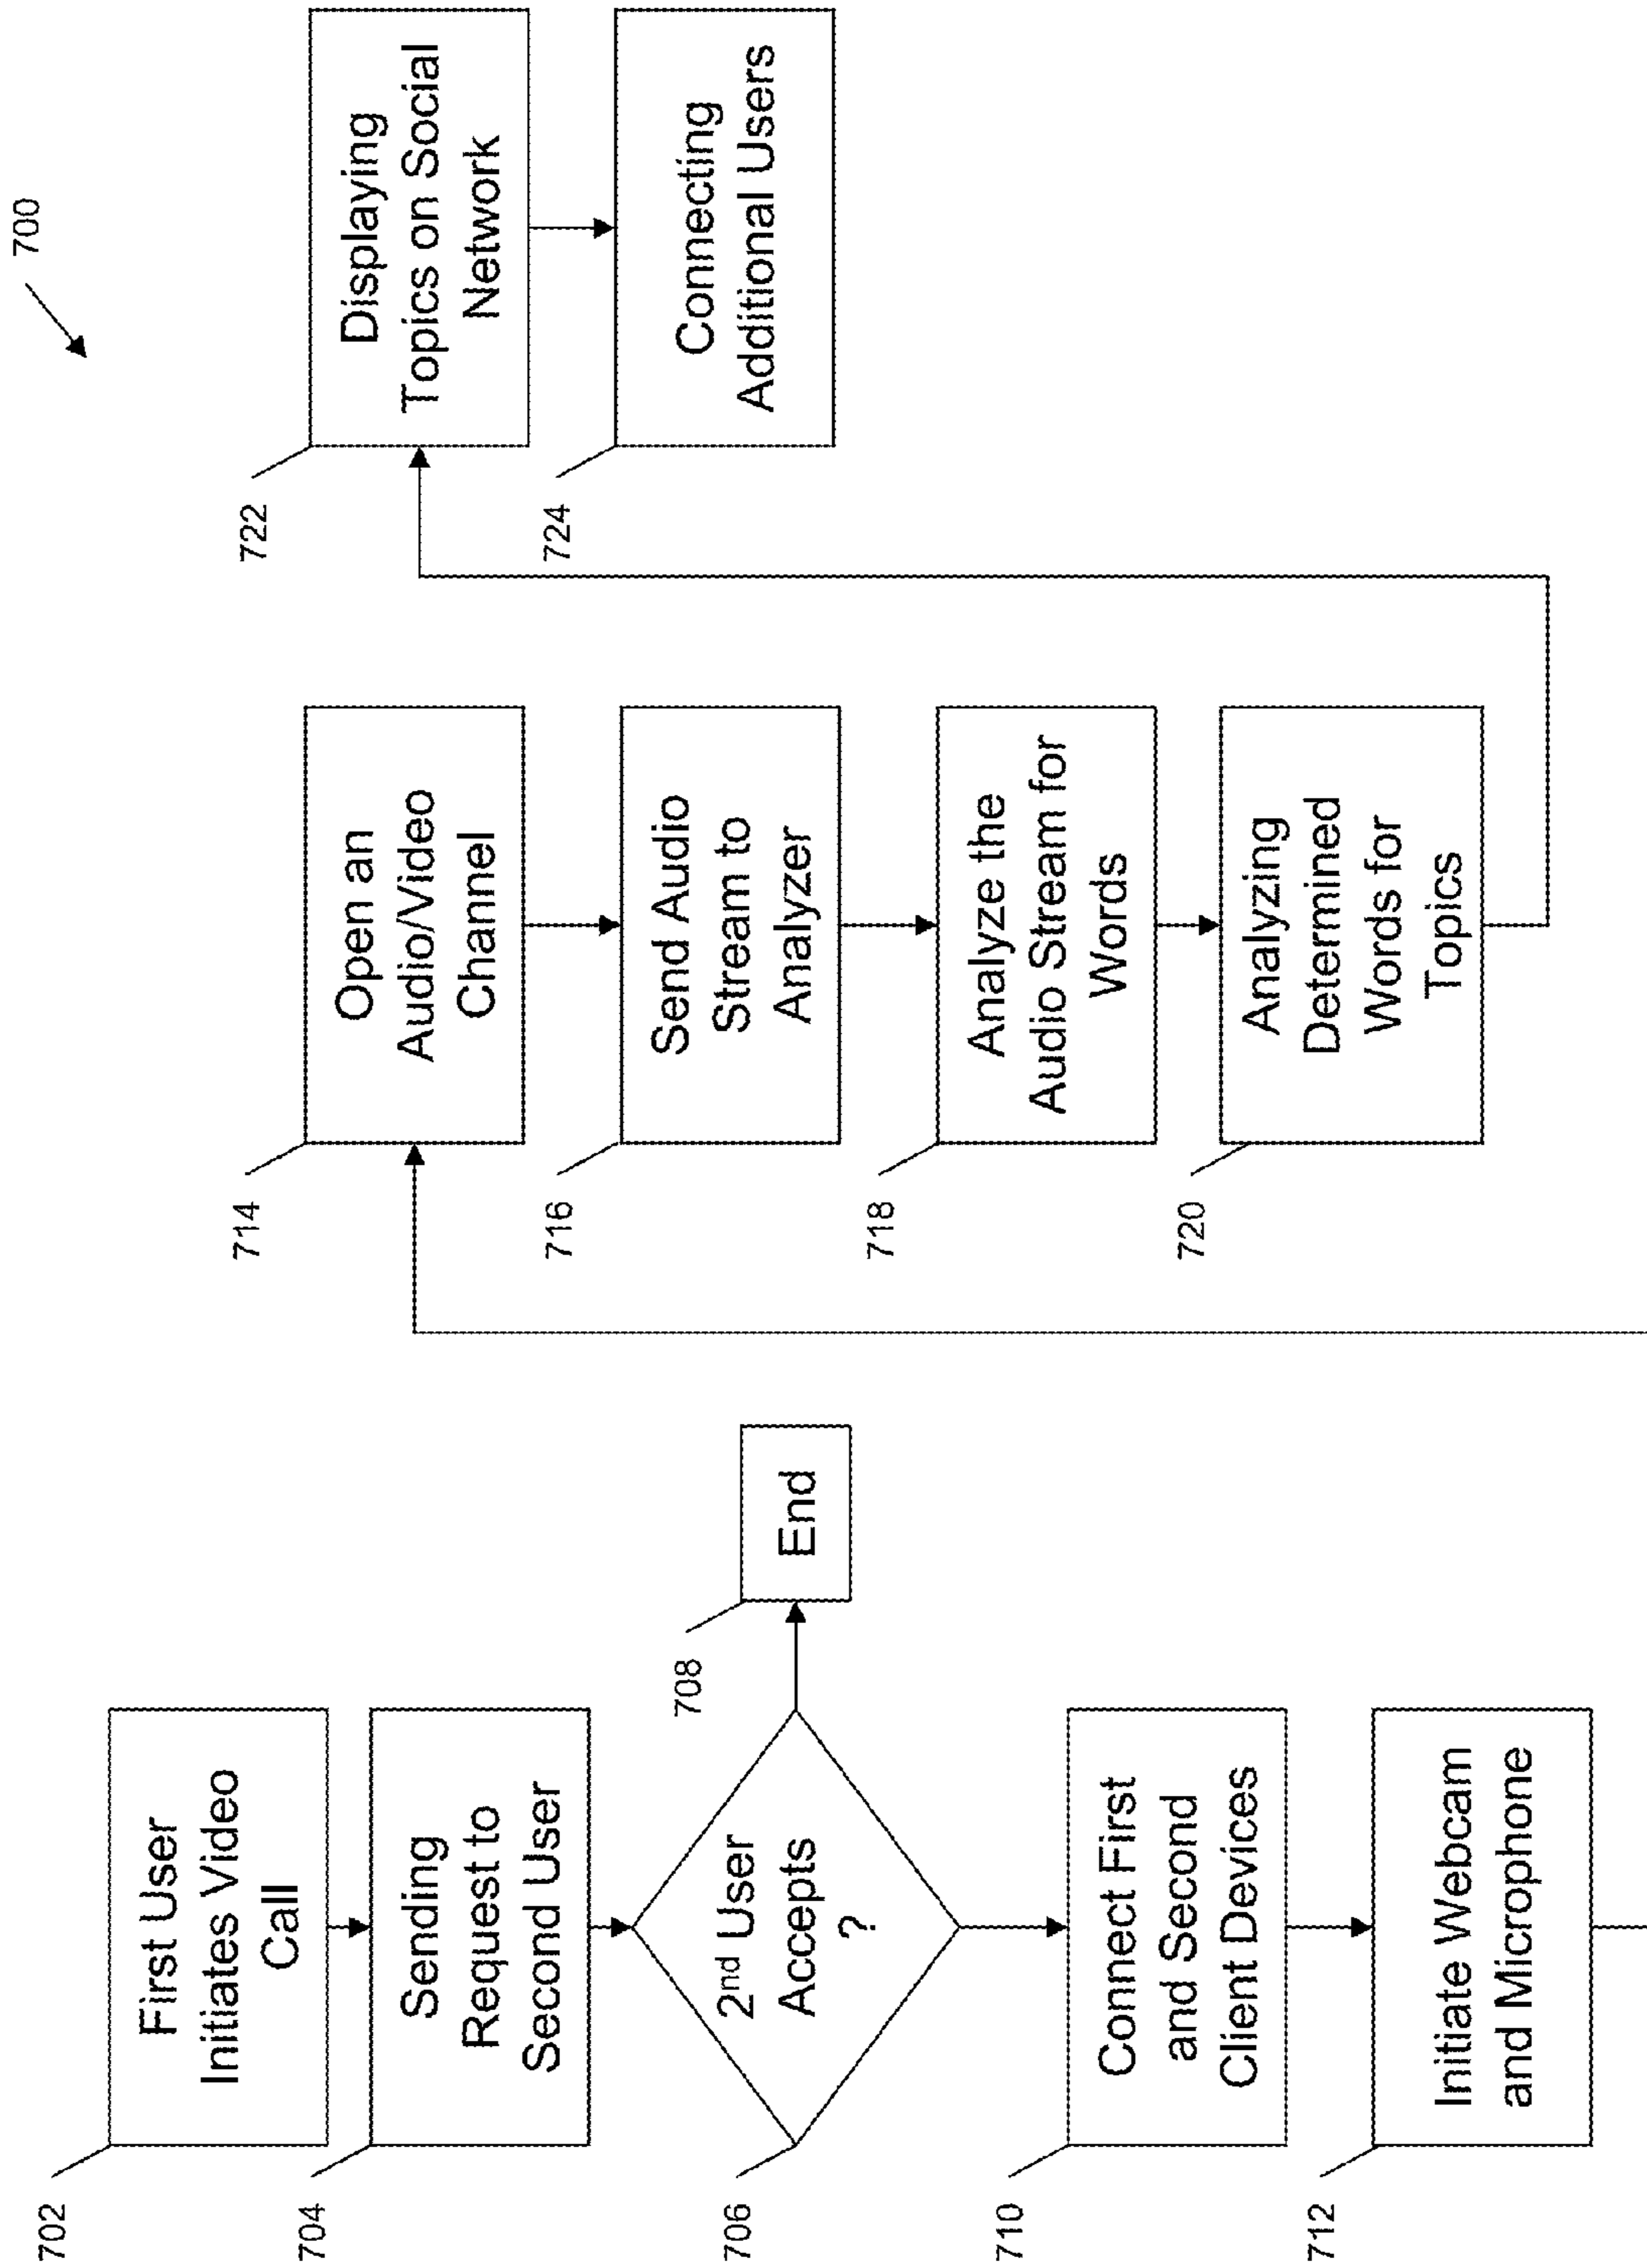 700
702
First User
Initiates Video
Call
704
Sending
Request to
Second User
706
2nd User
Accepts
?
708
End
710
Connect First
and Second
Client Devices
712
Initiate Webcam
and Microphone
714
Open an
Audio/Video
Channel
716
Send Audio
Stream to
Analyzer
718
Analyze the
Audio Stream for
Words
720
Analyzing
Determined
Words for
Topics
722
Displaying
Topics on Social
Network
724
Connecting
Additional Users